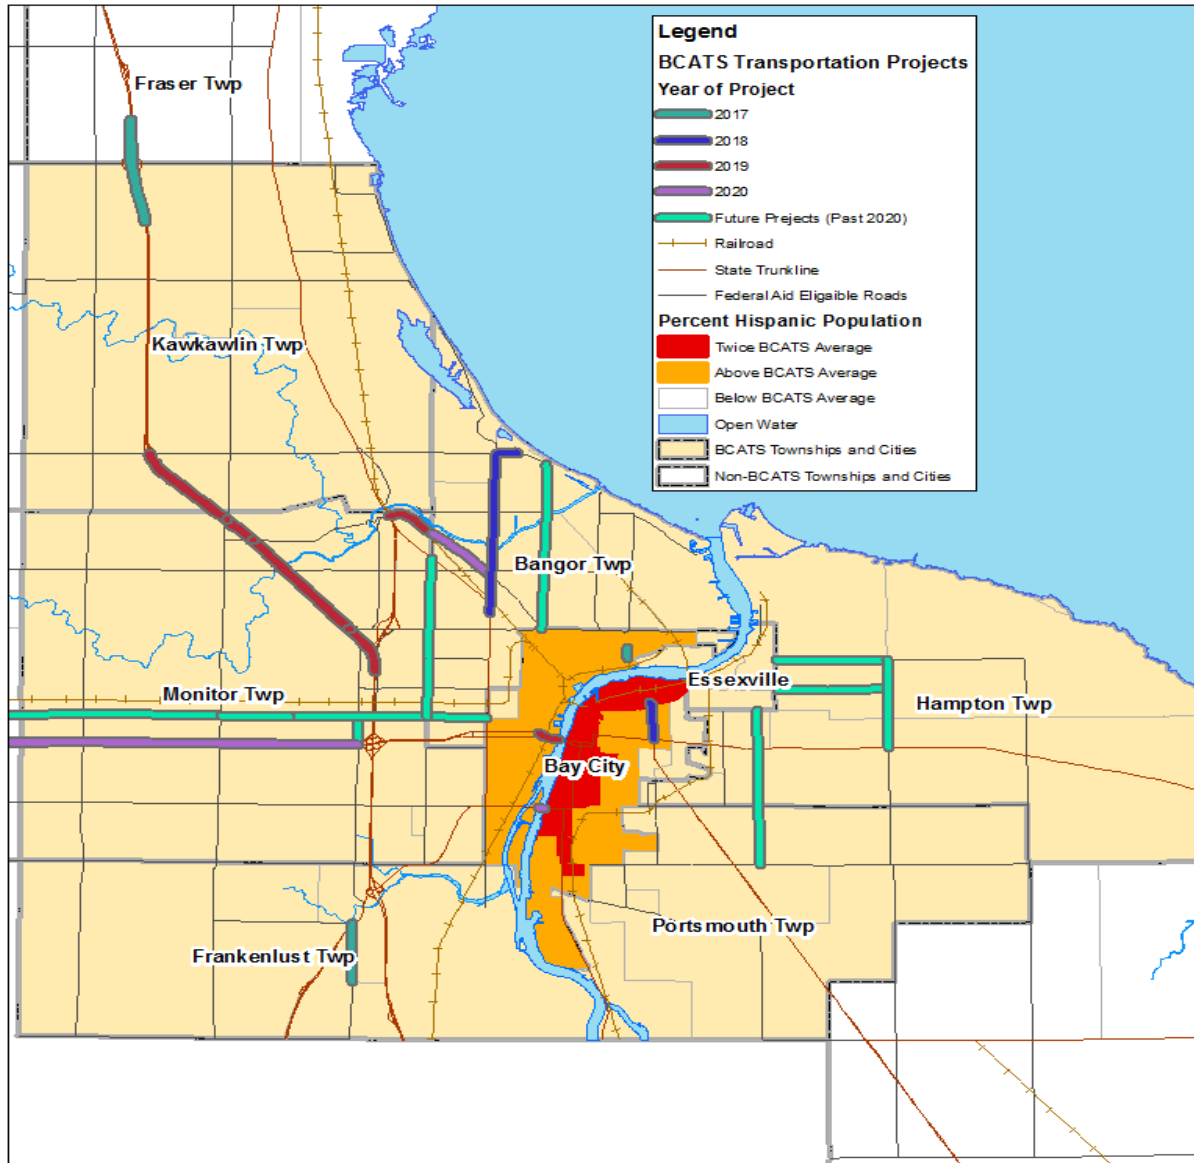 Legend
BCATS Transportation Projects
Year of Project
2017
2018
2019
2020
Future Prejects (Past 2020)
Railroad
State Trunkline
Federal Aid Eligaible Roads
Percent Hispanic Population
Twice BCATS Average
Above BCATS Average
Below BCATS Average
Open Water
BCATS Townships and Cities
Non-BCATS Townships and Cities
Fraser Twp
Kawkawlin Twp
Bangor Twp
Monitor Twp
Essexville
Hampton Twp
Bay City
Portsmouth Twp
Frankenlust Twp